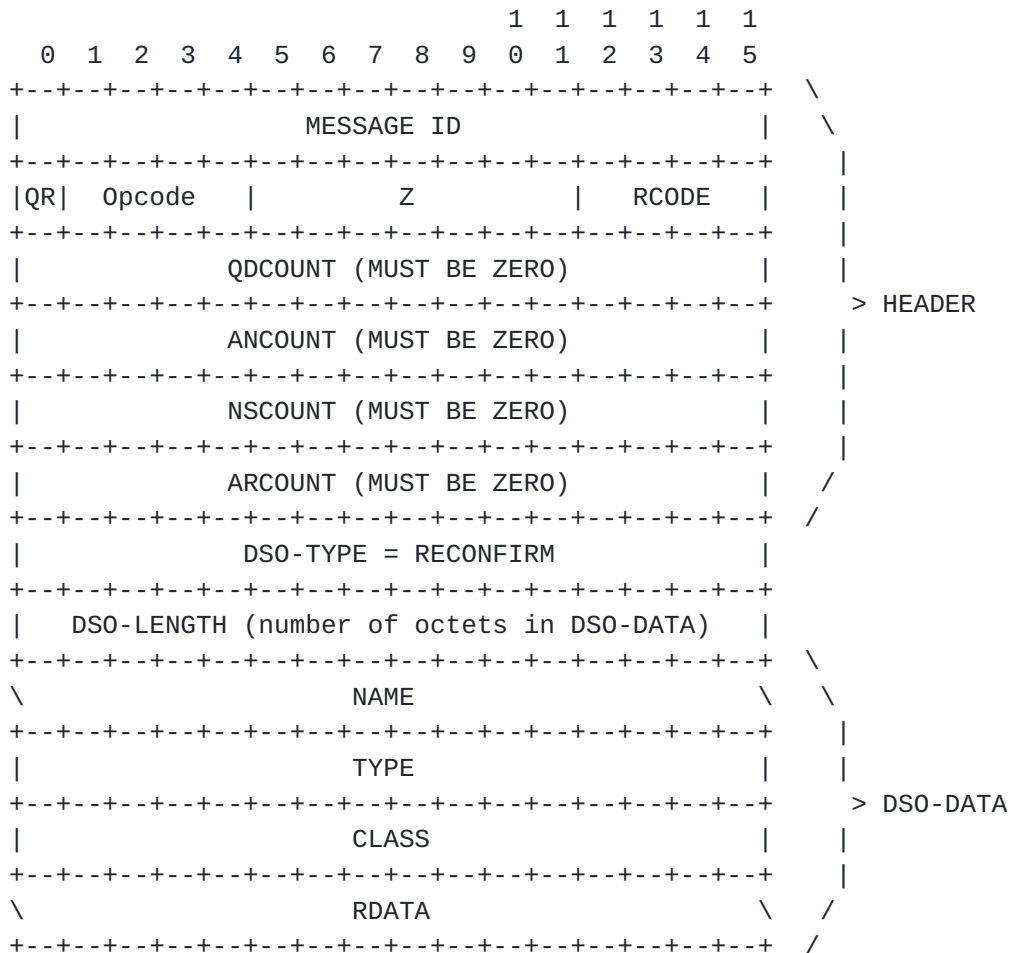 1  1  1  1  1  1
  0  1  2  3  4  5  6  7  8  9  0  1  2  3  4  5
+--+--+--+--+--+--+--+--+--+--+--+--+--+--+--+--+  \
|                  MESSAGE ID                   |   \
+--+--+--+--+--+--+--+--+--+--+--+--+--+--+--+--+    |
|QR|  Opcode   |         Z          |   RCODE   |    |
+--+--+--+--+--+--+--+--+--+--+--+--+--+--+--+--+    |
|             QDCOUNT (MUST BE ZERO)            |    |
+--+--+--+--+--+--+--+--+--+--+--+--+--+--+--+--+     > HEADER
|             ANCOUNT (MUST BE ZERO)            |    |
+--+--+--+--+--+--+--+--+--+--+--+--+--+--+--+--+    |
|             NSCOUNT (MUST BE ZERO)            |    |
+--+--+--+--+--+--+--+--+--+--+--+--+--+--+--+--+    |
|             ARCOUNT (MUST BE ZERO)            |   /
+--+--+--+--+--+--+--+--+--+--+--+--+--+--+--+--+  /
|              DSO-TYPE = RECONFIRM             |
+--+--+--+--+--+--+--+--+--+--+--+--+--+--+--+--+
|   DSO-LENGTH (number of octets in DSO-DATA)   |
+--+--+--+--+--+--+--+--+--+--+--+--+--+--+--+--+  \
\                     NAME                      \   \
+--+--+--+--+--+--+--+--+--+--+--+--+--+--+--+--+    |
|                     TYPE                      |    |
+--+--+--+--+--+--+--+--+--+--+--+--+--+--+--+--+     > DSO-DATA
|                     CLASS                     |    |
+--+--+--+--+--+--+--+--+--+--+--+--+--+--+--+--+    |
\                     RDATA                     \   /
+--+--+--+--+--+--+--+--+--+--+--+--+--+--+--+--+  /